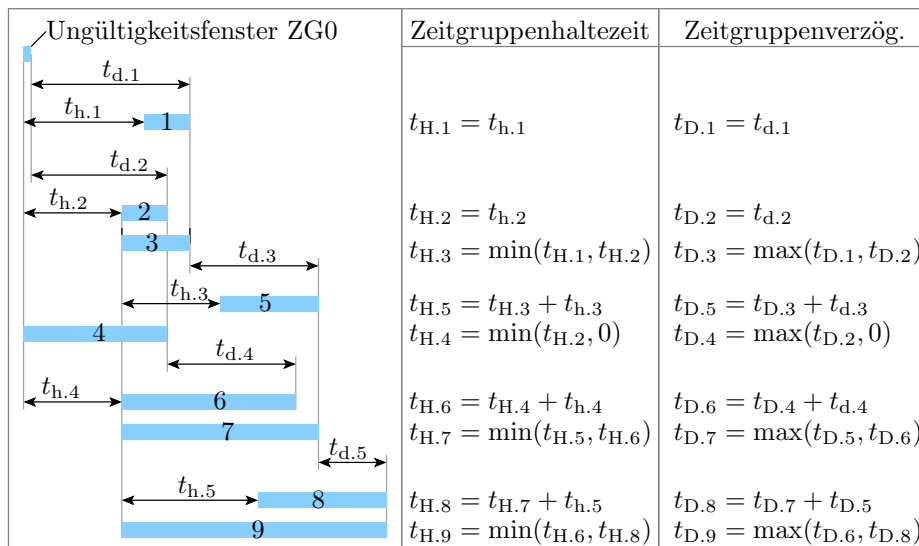 Ungültigkeitsfenster ZG0 Zeitgruppenhaltezeit Zeitgruppenverzög.
t_d.1
t_h.1 1 t_H.1 = t_h.1 t_D.1 = t_d.1
t_d.2
t_h.2 2 t_H.2 = t_h.2 t_D.2 = t_d.2
3 t_H.3 = min(t_H.1, t_H.2) t_D.3 = max(t_D.1, t_D.2)
t_d.3
t_h.3 5 t_H.5 = t_H.3 + t_h.3 t_D.5 = t_D.3 + t_d.3
4 t_H.4 = min(t_H.2, 0) t_D.4 = max(t_D.2, 0)
t_d.4
t_h.4 6 t_H.6 = t_H.4 + t_h.4 t_D.6 = t_D.4 + t_d.4
7 t_H.7 = min(t_H.5, t_H.6) t_D.7 = max(t_D.5, t_D.6)
t_d.5
t_h.5 8 t_H.8 = t_H.7 + t_h.5 t_D.8 = t_D.7 + t_D.5
9 t_H.9 = min(t_H.6, t_H.8) t_D.9 = max(t_D.6, t_D.8)